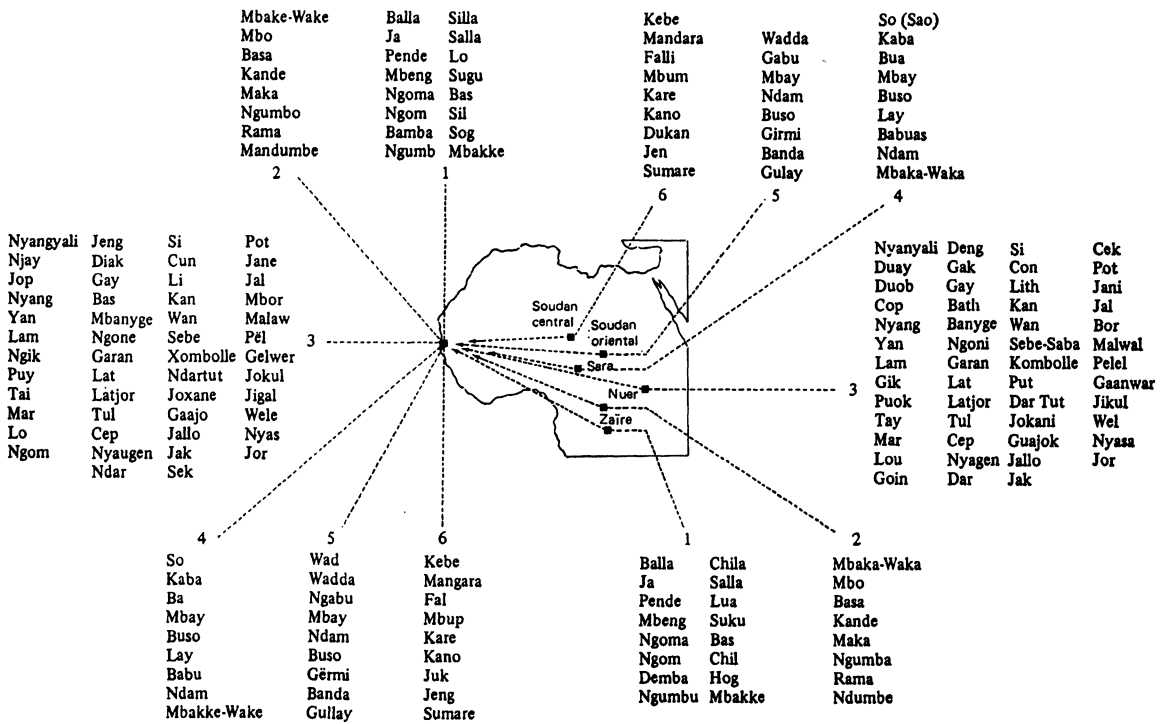 Mbake-Wake Balla Silla
Mbo Ja Salla
Basa Pende Lo
Kande Mbeng Sugu
Maka Ngoma Bas
Ngumbo Ngom Sil
Rama Bamba Sog
Mandumbe Ngumb Mbakke
2 1
Kebe So (Sao)
Mandara Wadda Kaba
Falli Gabu Bua
Mbum Mbay Mbay
Kare Ndam Buso
Kano Buso Lay
Dukan Girmi Babuas
Jen Banda Ndam
Sumare Gulay Mbaka-Waka
6 5 4
Nyangyali Jeng Si Pot
Njay Diak Cun Jane
Jop Gay Li Jal
Nyang Bas Kan Mbor
Yan Mbanyge Wan Malaw
Lam Ngone Sebe Pël
Ngik Garan Xombolle Gelwer
Puy Lat Ndartut Jokul
Tai Latjor Joxane Jigal
Mar Tul Gaajo Wele
Lo Cep Jallo Nyas
Ngom Nyaugen Jak Jor
Ndar Sek
3
Soudan
central
Soudan
oriental
Sara
Nuer
Zaïre
3
Nyanyali Deng Si Cek
Duay Gak Con Pot
Duob Gay Lith Jani
Cop Bath Kan Jal
Nyang Banyge Wan Bor
Yan Ngoni Sebe-Saba Malwal
Lam Garan Kombolle Pelel
Gik Lat Put Gaanwar
Puok Latjor Dar Tut Jikul
Tay Tul Jokani Wel
Mar Cep Guajok Nyasa
Lou Nyagen Jallo Jor
Goin Dar Jak
4 5 6
So Wad Kebe
Kaba Wadda Mangara
Ba Ngabu Fal
Mbay Mbay Mbup
Buso Ndam Kare
Lay Buso Kano
Babu Gërmi Juk
Ndam Banda Jeng
Mbakke-Wake Gullay Sumare
1 2
Balla Chila Mbaka-Waka
Ja Salla Mbo
Pende Lua Basa
Mbeng Suku Kande
Ngoma Bas Maka
Ngom Chil Ngumba
Demba Hog Rama
Ngumbu Mbakke Ndumbe